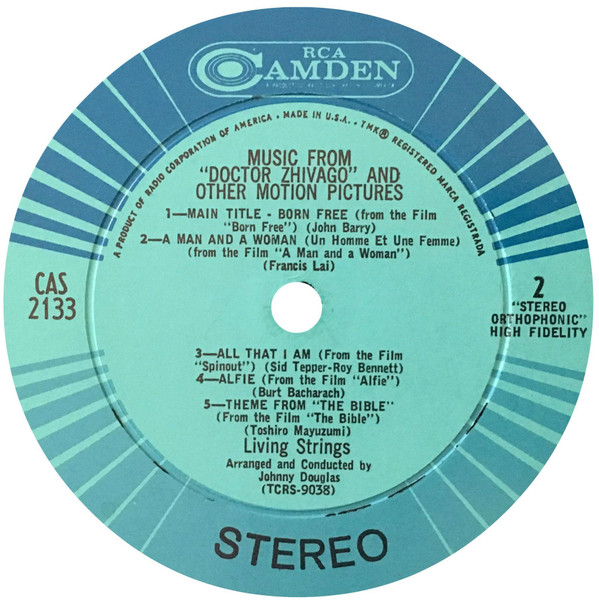 RCA
CAMDEN
A PRODUCT OF RADIO CORPORATION OF AMERICA • MADE IN U.S.A. • TMK® REGISTERED MARCA REGISTRADA
MUSIC FROM
"DOCTOR ZHIVAGO" AND
OTHER MOTION PICTURES
1—MAIN TITLE - BORN FREE (from the Film
"Born Free") (John Barry)
2—A MAN AND A WOMAN (Un Homme Et Une Femme)
(from the Film "A Man and a Woman")
(Francis Lai)
CAS
2133
2
"STEREO
ORTHOPHONIC"
HIGH FIDELITY
3—ALL THAT I AM (From the Film
"Spinout") (Sid Tepper-Roy Bennett)
4—ALFIE (From the Film "Alfie")
(Burt Bacharach)
5—THEME FROM "THE BIBLE"
(From the Film "The Bible")
(Toshiro Mayuzumi)
Living Strings
Arranged and Conducted by
Johnny Douglas
(TCRS-9038)
STEREO